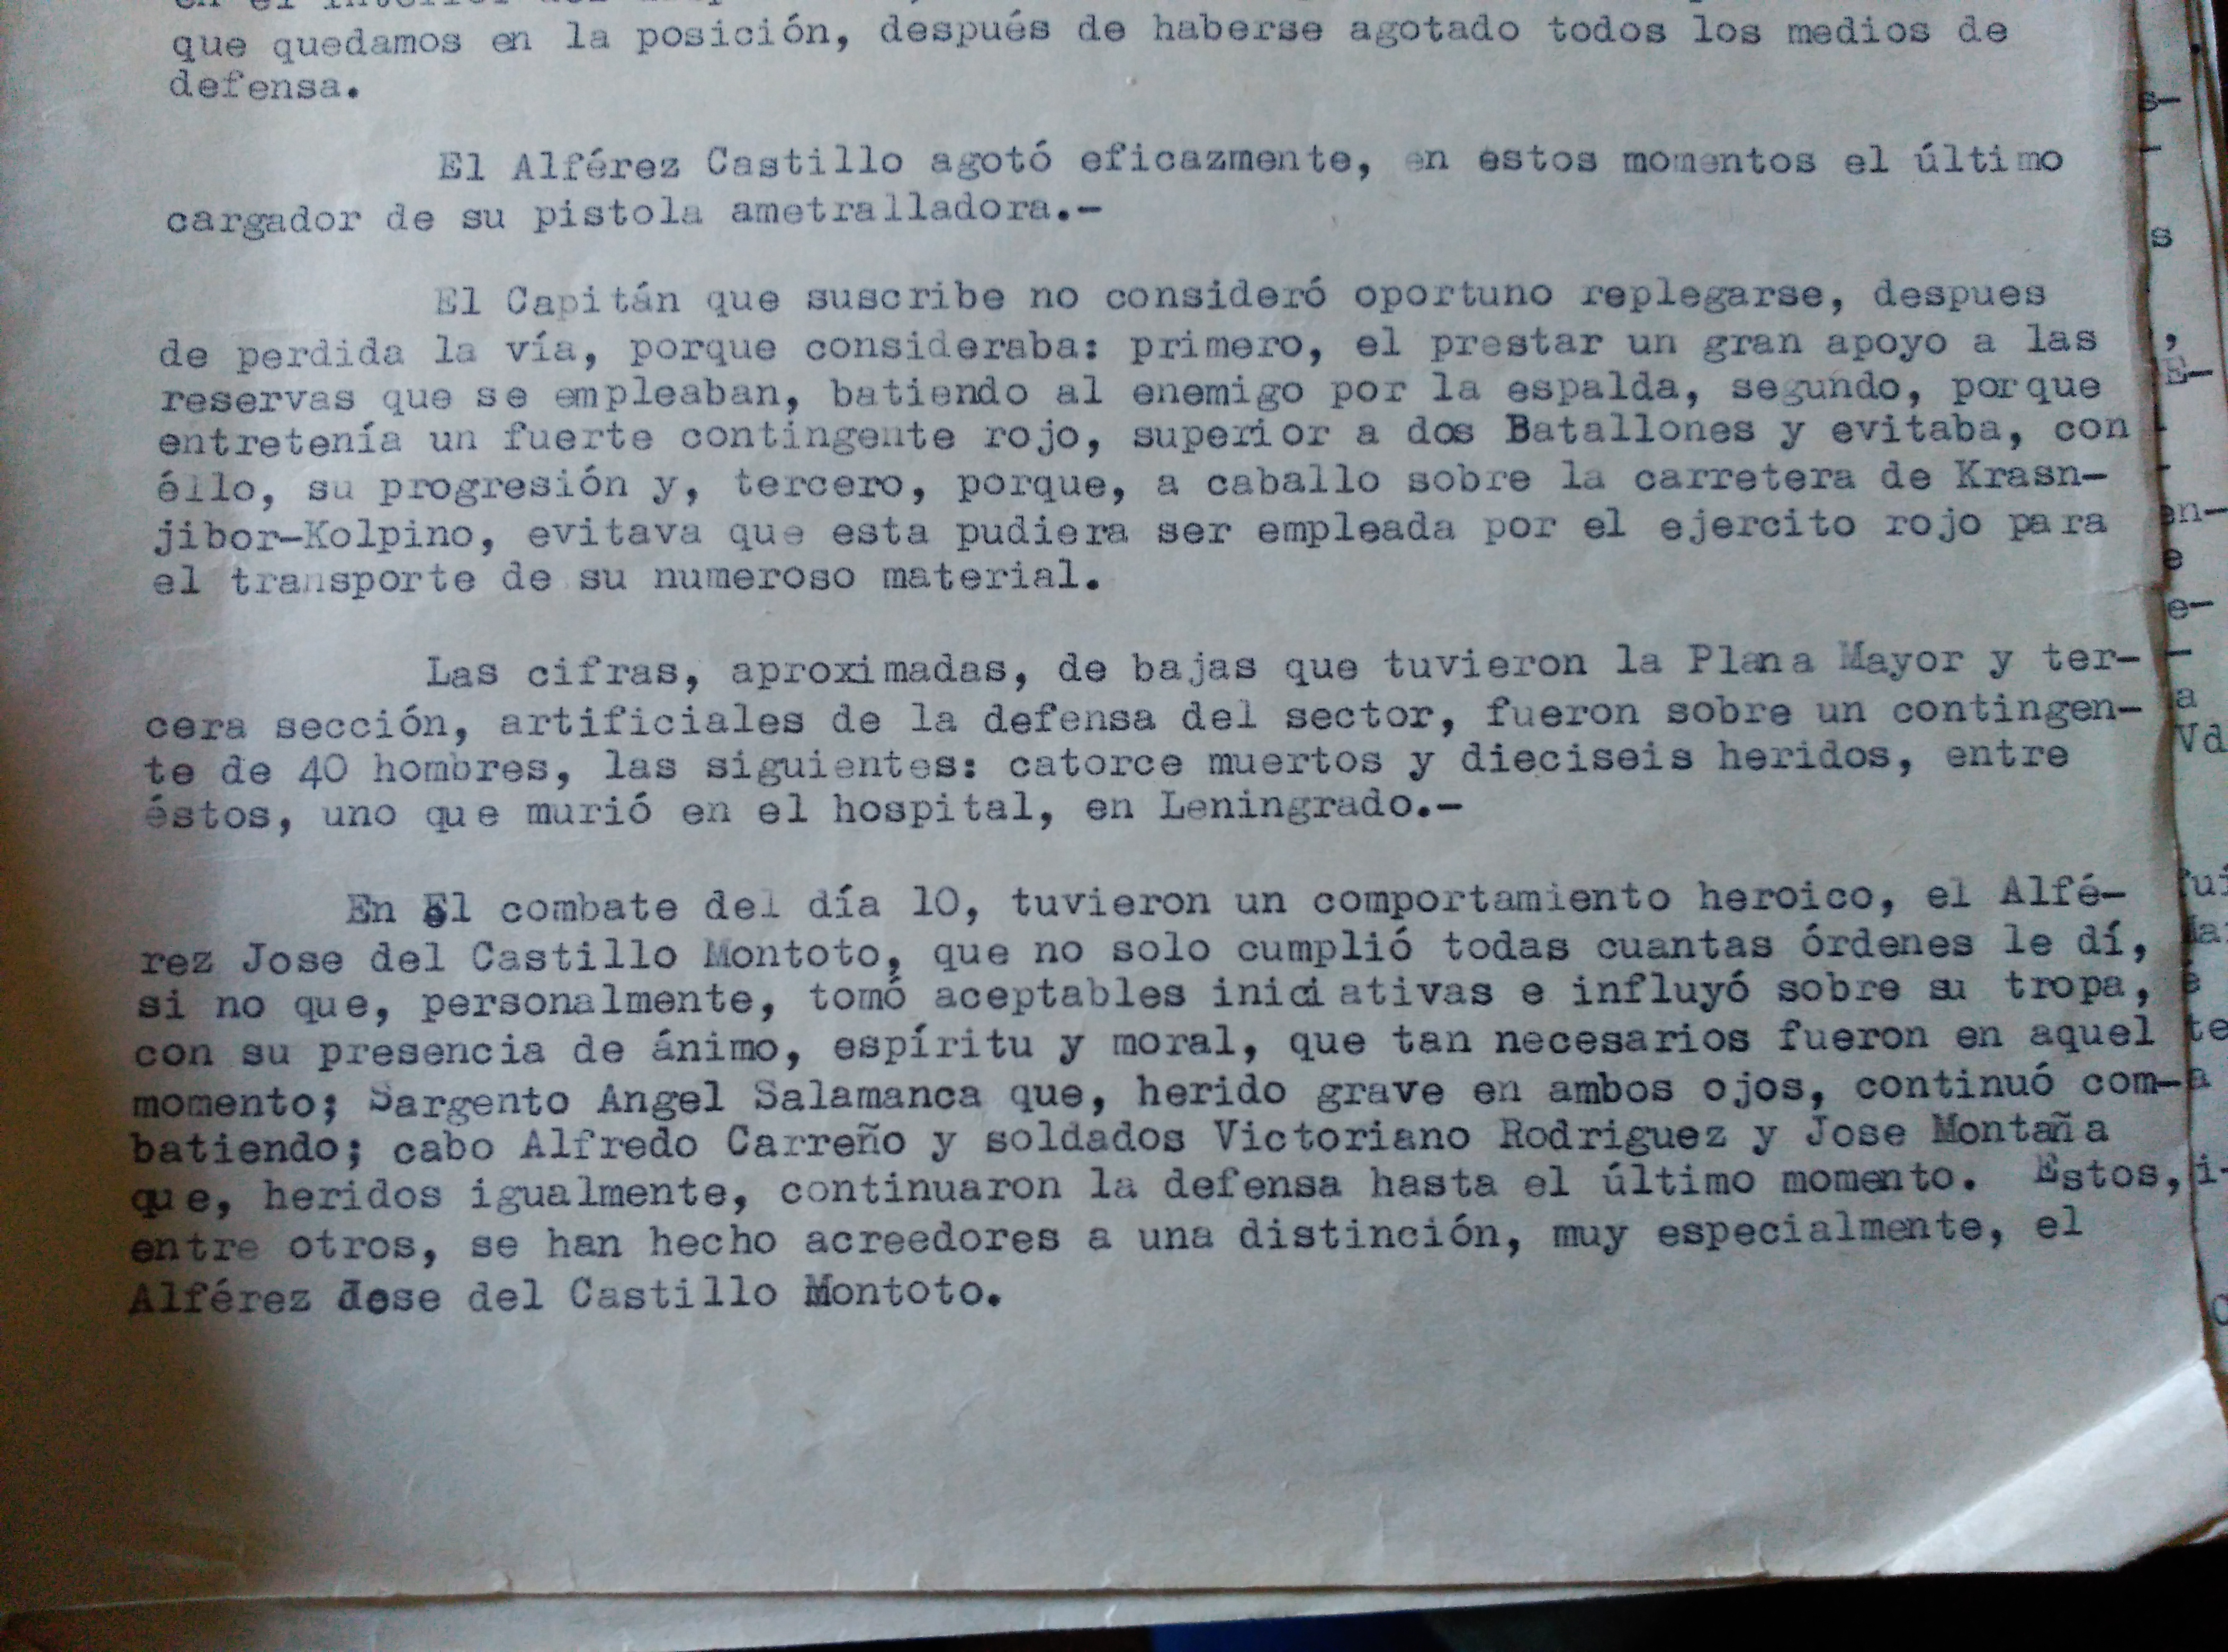 en el interior del
que quedamos en la posición, después de haberse agotado todos los medios de
defensa.
El Alférez Castillo agotó eficazmente, en estos momentos el último
cargador de su pistola ametralladora.-
El Capitán que suscribe no consideró oportuno replegarse, despues
de perdida la vía, porque consideraba: primero, el prestar un gran apoyo a las
reservas que se empleaban, batiendo al enemigo por la espalda, segundo, porque
entretenía un fuerte contingente rojo, superior a dos Batallones y evitaba, con
éllo, su progresión y, tercero, porque, a caballo sobre la carretera de Krasn-
jibor-Kolpino, evitava que esta pudiera ser empleada por el ejercito rojo para
el transporte de su numeroso material.
Las cifras, aproximadas, de bajas que tuvieron la Plana Mayor y ter-
cera sección, artificiales de la defensa del sector, fueron sobre un contingen-
te de 40 hombres, las siguientes: catorce muertos y dieciseis heridos, entre
éstos, uno que murió en el hospital, en Leningrado.-
En El combate del día 10, tuvieron un comportamiento heroico, el Alfé-
rez Jose del Castillo Montoto, que no solo cumplió todas cuantas órdenes le dí,
si no que, personalmente, tomó aceptables iniciativas e influyó sobre su tropa,
con su presencia de ánimo, espíritu y moral, que tan necesarios fueron en aquel
momento; Sargento Angel Salamanca que, herido grave en ambos ojos, continuó com-
batiendo; cabo Alfredo Carreño y soldados Victoriano Rodriguez y Jose Montaña
que, heridos igualmente, continuaron la defensa hasta el último momento. Estos,
entre otros, se han hecho acreedores a una distinción, muy especialmente, el
Alférez Jose del Castillo Montoto.